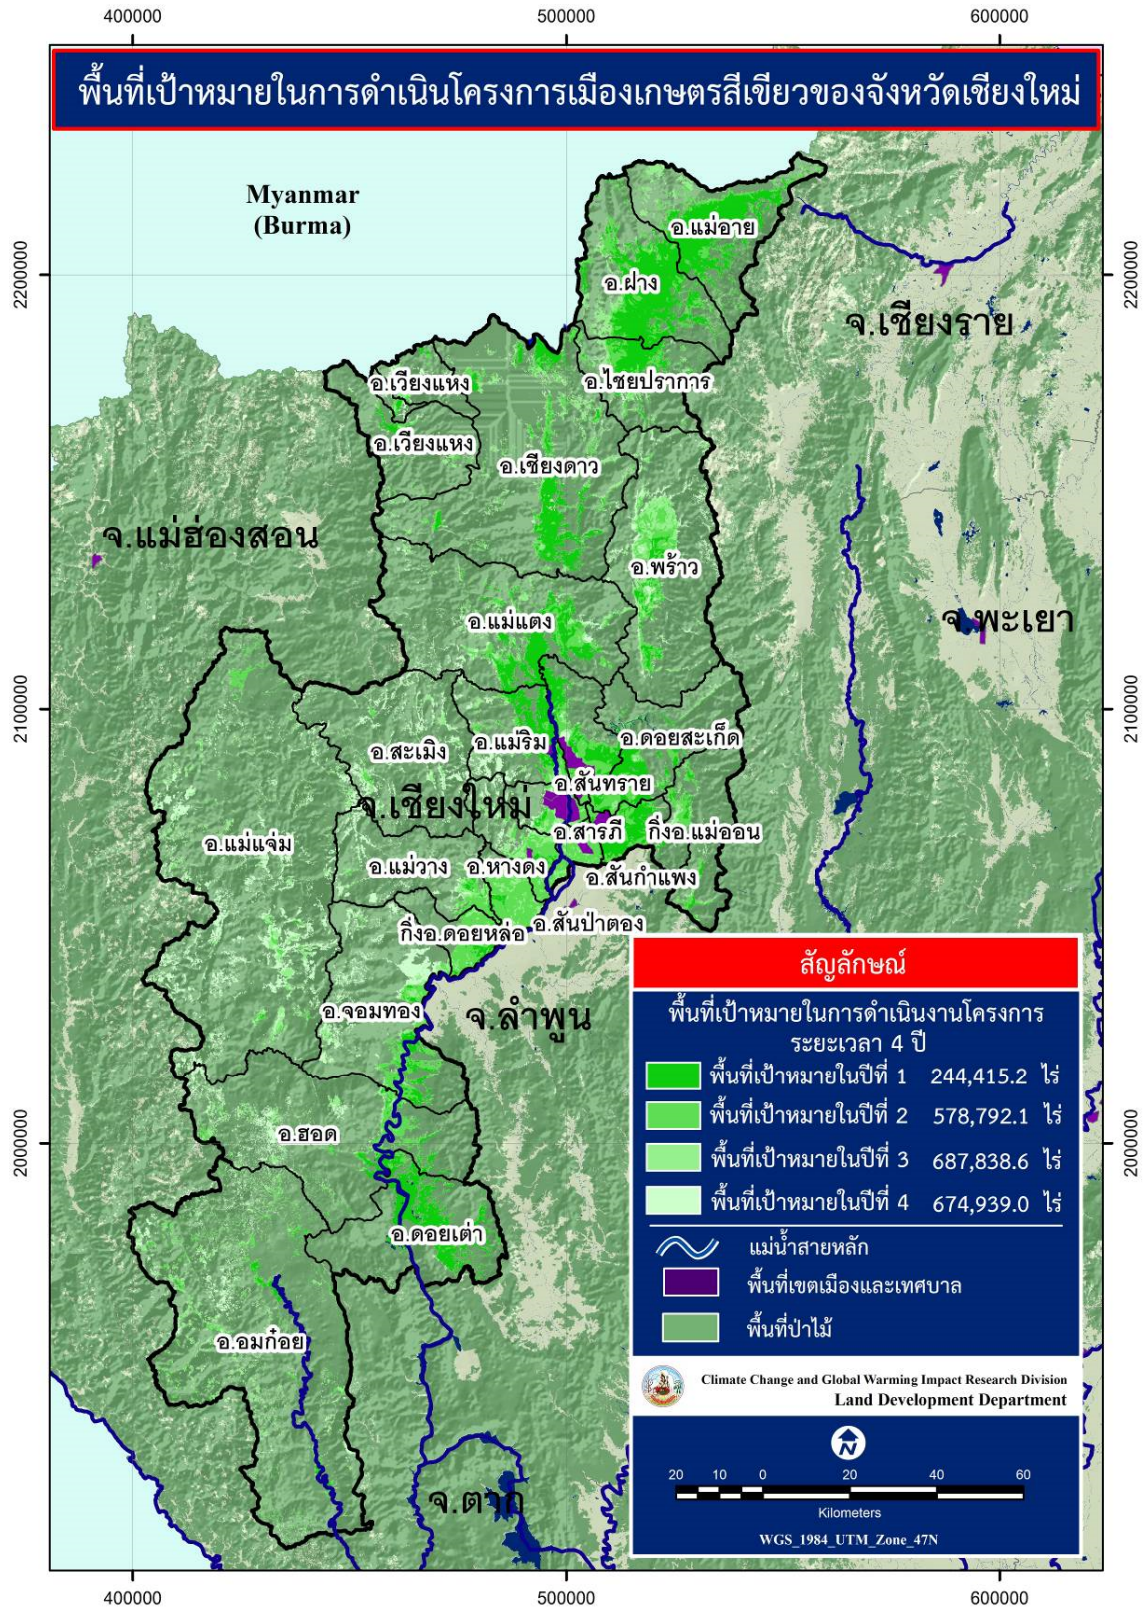 400000 500000 600000
พื้นที่เป้าหมายในการดำเนินโครงการเมืองเกษตรสีเขียวของจังหวัดเชียงใหม่
Myanmar
(Burma)
อ.แม่อาย
2200000 2200000
อ.ฝาง
จ.เชียงราย
อ.เวียงแหง
อ.ไชยปราการ
อ.เวียงแหง
อ.เชียงดาว
จ.แม่ฮ่องสอน
อ.พร้าว
อ.แม่แตง
จ.พะเยา
2100000 2100000
อ.สะเมิง
อ.แม่ริม
อ.ดอยสะเก็ด
อ.สันทราย
จ.เชียงใหม่
อ.สารภี
กิ่งอ.แม่ออน
อ.แม่แจ่ม
อ.แม่วาง
อ.หางดง
อ.สันกำแพง
กิ่งอ.ดอยหล่อ
อ.สันป่าตอง
อ.จอมทอง
จ.ลำพูน
อ.ฮอด
2000000 2000000
อ.ดอยเต่า
อ.อมก๋อย
จ.ตาก
สัญลักษณ์
พื้นที่เป้าหมายในการดำเนินงานโครงการ
ระยะเวลา 4 ปี
พื้นที่เป้าหมายในปีที่ 1 244,415.2 ไร่
พื้นที่เป้าหมายในปีที่ 2 578,792.1 ไร่
พื้นที่เป้าหมายในปีที่ 3 687,838.6 ไร่
พื้นที่เป้าหมายในปีที่ 4 674,939.0 ไร่
แม่น้ำสายหลัก
พื้นที่เขตเมืองและเทศบาล
พื้นที่ป่าไม้
Climate Change and Global Warming Impact Research Division
Land Development Department
N
20 10 0 20 40 60
Kilometers
WGS_1984_UTM_Zone_47N
400000 500000 600000